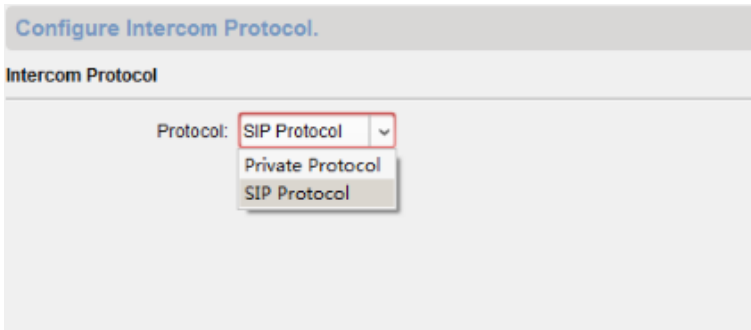 Configure Intercom Protocol.
Intercom Protocol
Protocol: SIP Protocol
Private Protocol
SIP Protocol